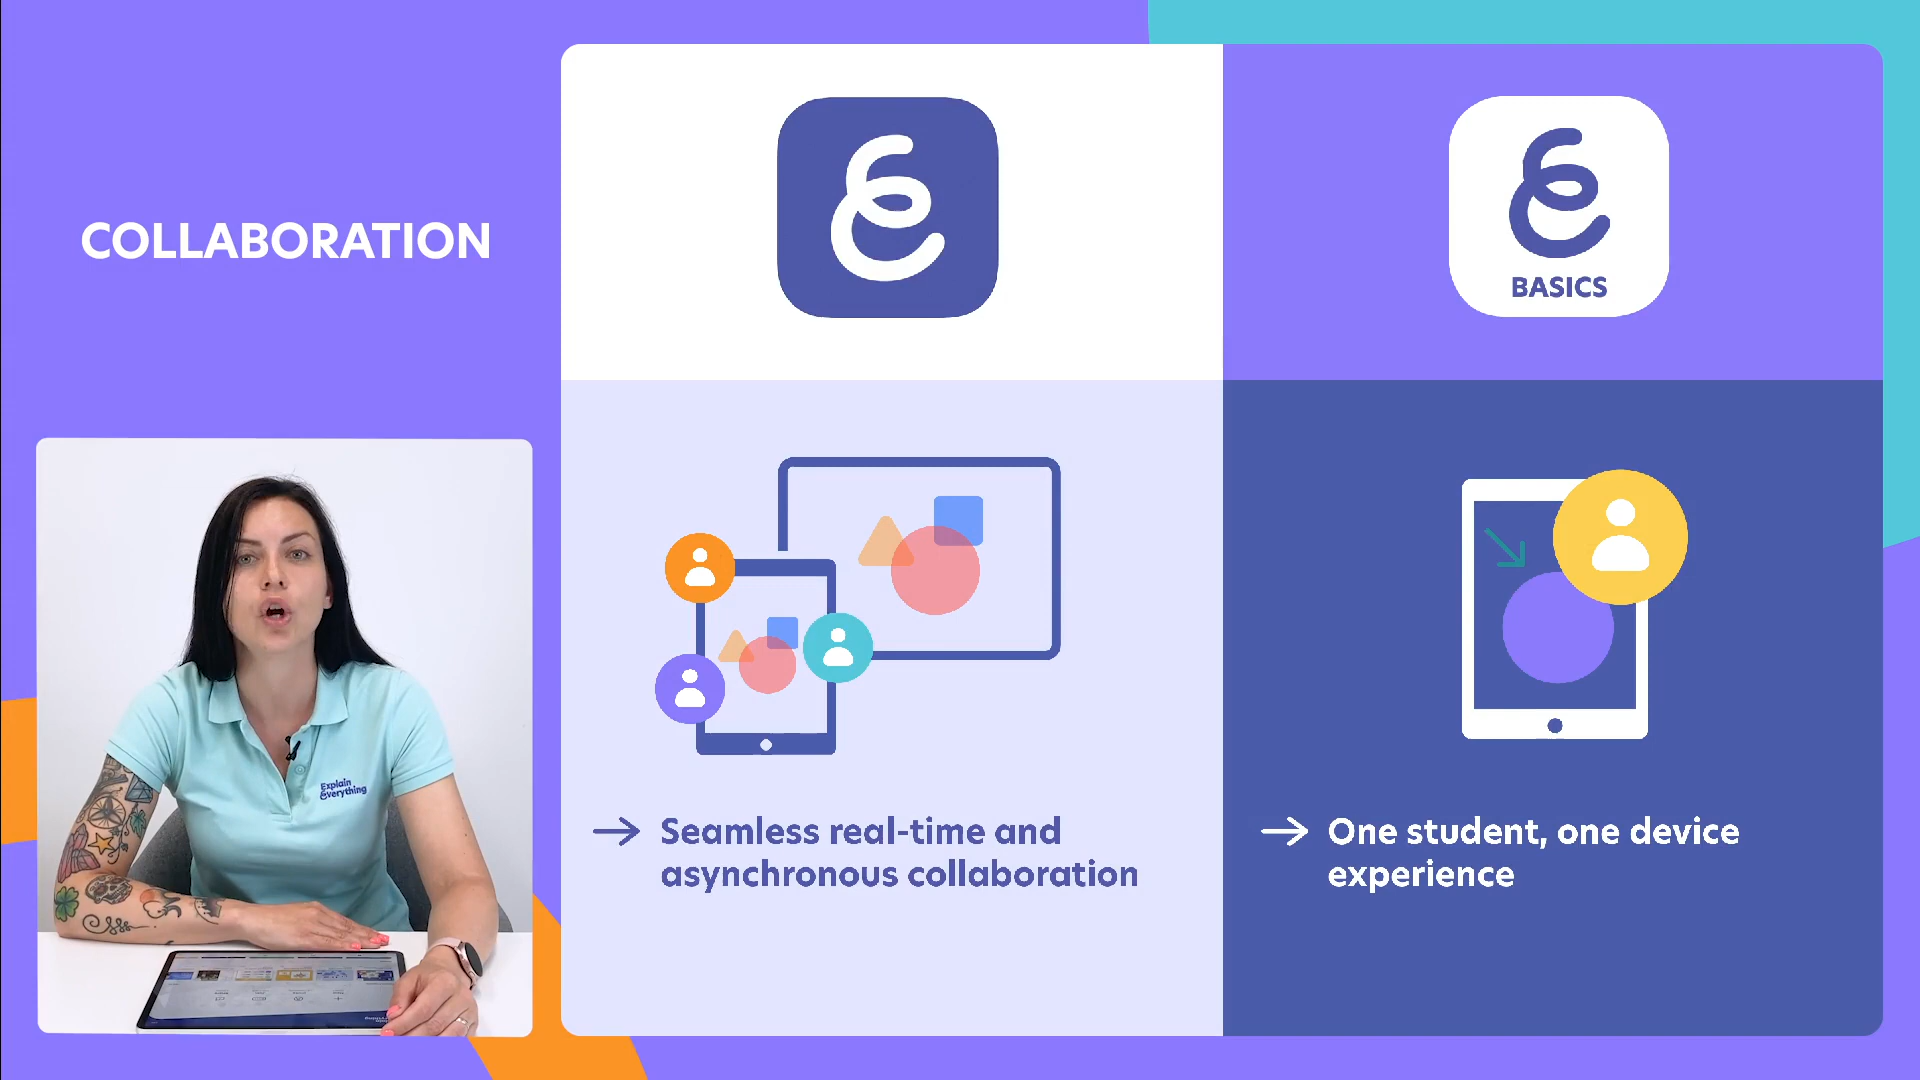 COLLABORATION
BASICS
Seamless real-time and
asynchronous collaboration
One student, one device
experience
Explain
Everything